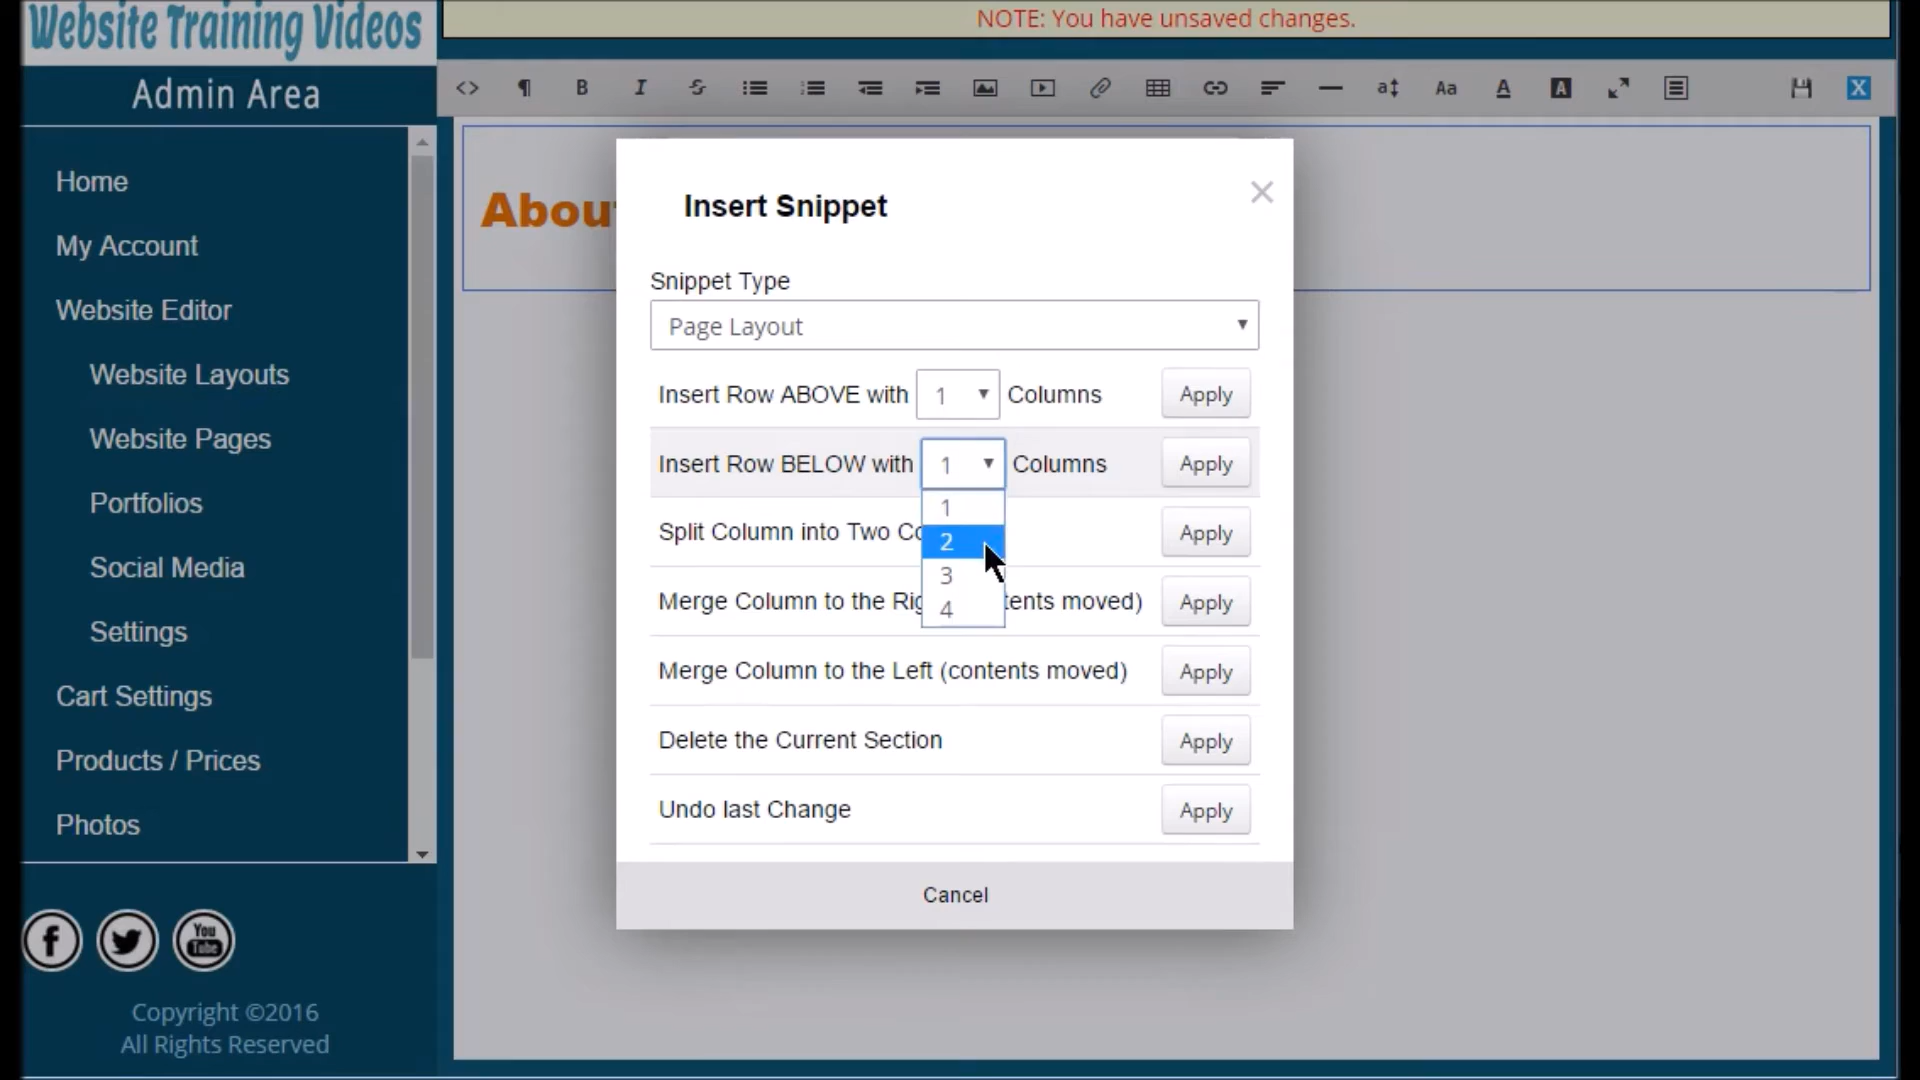 Website Training Videos
Admin Area
Home
My Account
Website Editor
Website Layouts
Website Pages
Portfolios
Social Media
Settings
Cart Settings
Products / Prices
Photos
You
Tube
Copyright ©2016
All Rights Reserved
NOTE: You have unsaved changes.
Insert Snippet
Snippet Type
Page Layout
Insert Row ABOVE with 1 Columns Apply
Insert Row BELOW with 1 Columns Apply
1
2
3
4
Split Column into Two Apply
Merge Column to the moved) Apply
Merge Column to the Left (contents moved) Apply
Delete the Current Section Apply
Undo last Change Apply
Cancel